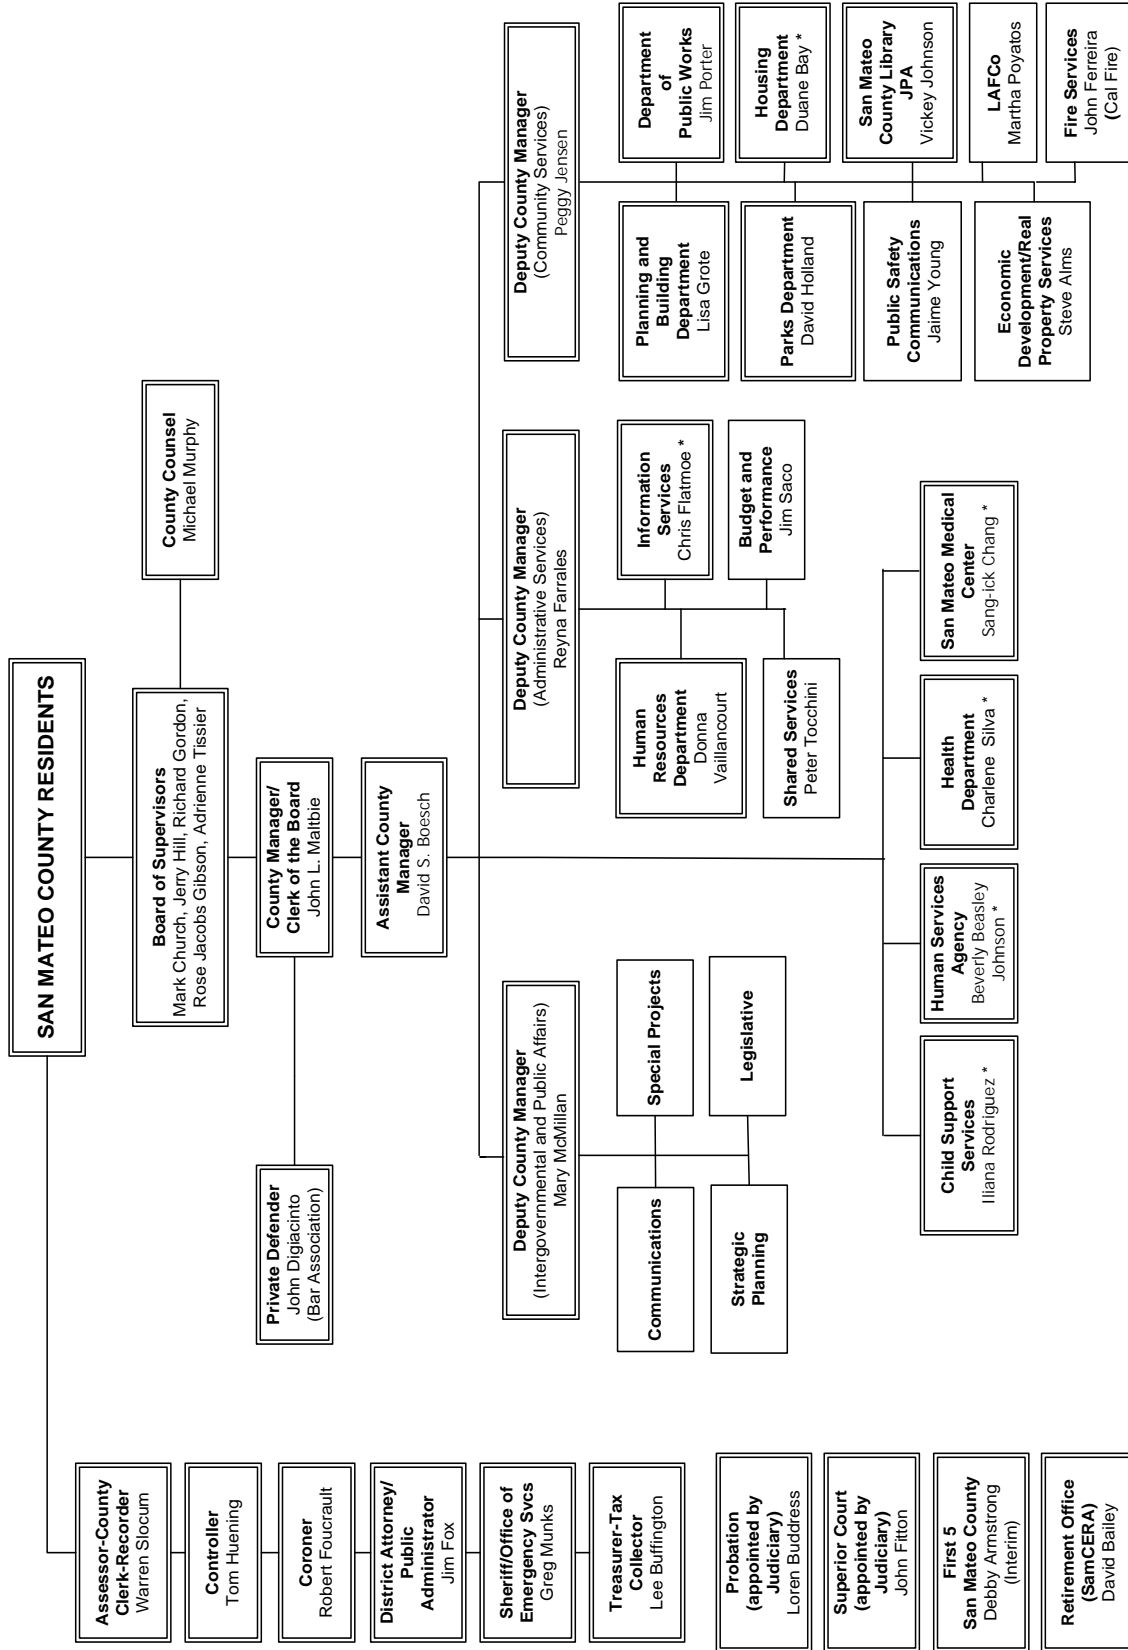 SAN MATEO COUNTY RESIDENTS
Board of Supervisors
Mark Church, Jerry Hill, Richard Gordon,
Rose Jacobs Gibson, Adrienne Tissier
County Counsel
Michael Murphy
Private Defender
John Digiacinto
(Bar Association)
County Manager/
Clerk of the Board
John L. Maltbie
Assistant County
Manager
David S. Boesch
Assessor-County
Clerk-Recorder
Warren Slocum
Controller
Tom Huening
Coroner
Robert Foucrault
District Attorney/
Public
Administrator
Jim Fox
Sheriff/Office of
Emergency Svcs
Greg Munks
Treasurer-Tax
Collector
Lee Buffington
Probation
(appointed by
Judiciary)
Loren Buddress
Superior Court
(appointed by
Judiciary)
John Fitton
First 5
San Mateo County
Debby Armstrong
(Interim)
Retirement Office
(SamCERA)
David Bailey
Deputy County Manager
(Intergovernmental and Public Affairs)
Mary McMillan
Communications
Special Projects
Strategic
Planning
Legislative
Deputy County Manager
(Administrative Services)
Reyna Farrales
Human
Resources
Department
Donna
Vaillancourt
Information
Services
Chris Flatmoe *
Shared Services
Peter Tocchini
Budget and
Performance
Jim Saco
Deputy County Manager
(Community Services)
Peggy Jensen
Planning and
Building
Department
Lisa Grote
Department
of
Public Works
Jim Porter
Parks Department
David Holland
Housing
Department
Duane Bay *
Public Safety
Communications
Jaime Young
San Mateo
County Library
JPA
Vickey Johnson
Economic
Development/Real
Property Services
Steve Alms
LAFCo
Martha Poyatos
Fire Services
John Ferreira
(Cal Fire)
Child Support
Services
Iliana Rodriguez *
Human Services
Agency
Beverly Beasley
Johnson *
Health
Department
Charlene Silva *
San Mateo Medical
Center
Sang-ick Chang *